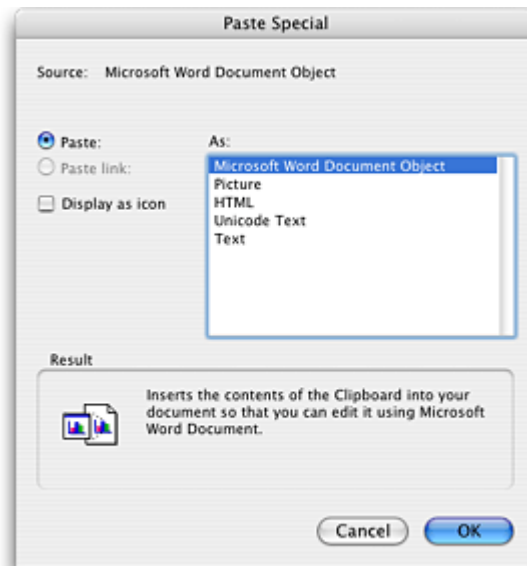 Paste Special
Source: Microsoft Word Document Object
Paste:
As:
Paste link:
Display as icon
Microsoft Word Document Object
Picture
HTML
Unicode Text
Text
Result
Inserts the contents of the Clipboard into your
document so that you can edit it using Microsoft
Word Document.
Cancel
OK